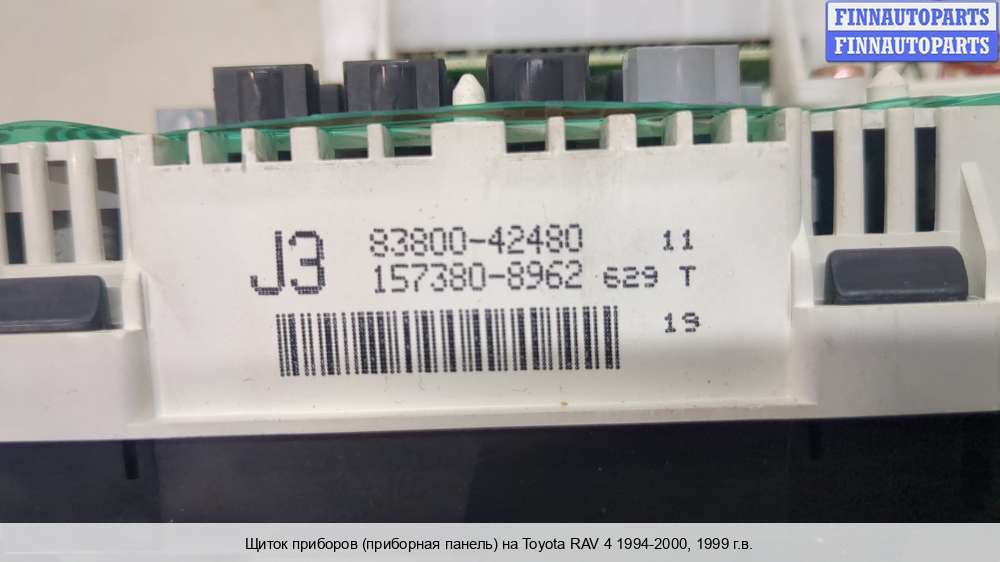 FINNAUTOPARTS
FINNAUTOPARTS
J3 83800-42480 11
157380-8962 629 T
19
Щиток приборов (приборная панель) на Toyota RAV 4 1994-2000, 1999 г.в.